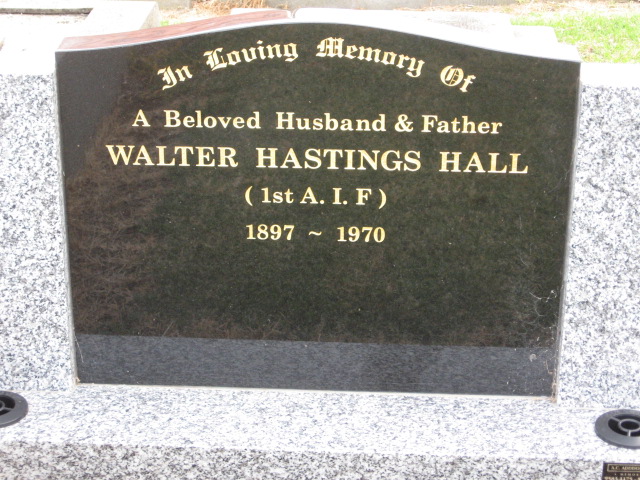 In Loving Memory Of
A Beloved Husband & Father
WALTER HASTINGS HALL
( 1st A. I. F )
1897 ~ 1970